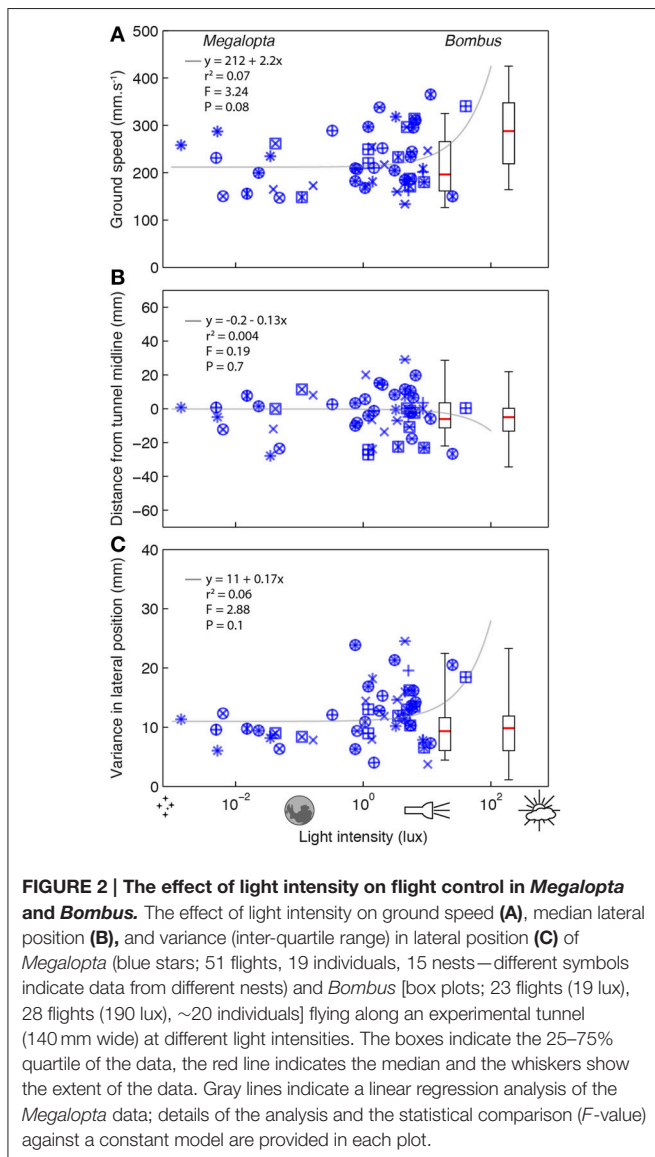 A
Megalopta
Bombus
y = 212 + 2.2x
r² = 0.07
F = 3.24
P = 0.08
500
400
300
200
100
0
Ground speed (mm.s⁻¹)
B
y = -0.2 - 0.13x
r² = 0.004
F = 0.19
P = 0.7
60
40
20
0
−20
−40
−60
Distance from tunnel midline (mm)
C
y = 11 + 0.17x
r² = 0.06
F = 2.88
P = 0.1
40
30
20
10
0
Variance in lateral position (mm)
10⁻² 10⁰ 10²
Light intensity (lux)
FIGURE 2 | The effect of light intensity on flight control in Megalopta
and Bombus. The effect of light intensity on ground speed (A), median lateral
position (B), and variance (inter-quartile range) in lateral position (C) of
Megalopta (blue stars; 51 flights, 19 individuals, 15 nests—different symbols
indicate data from different nests) and Bombus [box plots; 23 flights (19 lux),
28 flights (190 lux), ~20 individuals] flying along an experimental tunnel
(140 mm wide) at different light intensities. The boxes indicate the 25–75%
quartile of the data, the red line indicates the median and the whiskers show
the extent of the data. Gray lines indicate a linear regression analysis of the
Megalopta data; details of the analysis and the statistical comparison (F-value)
against a constant model are provided in each plot.